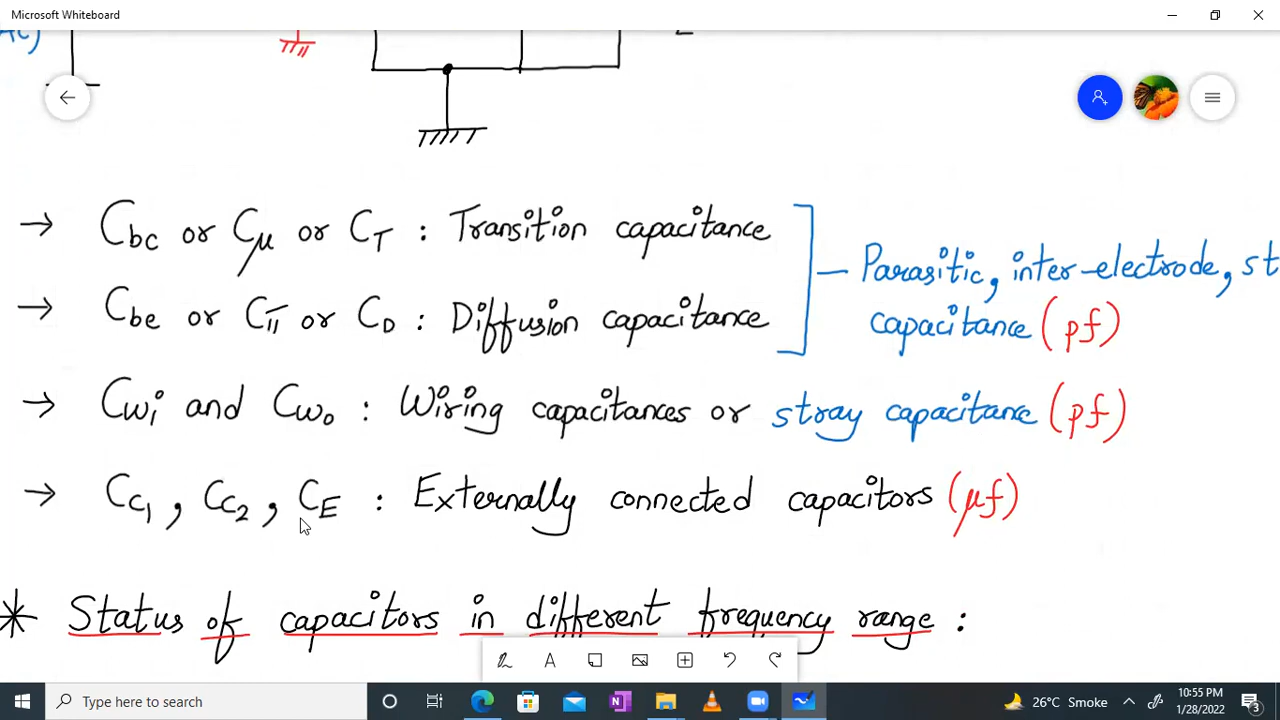 Microsoft Whiteboard
AC)
→ Cbc or Cμ or CT : Transition capacitance
→ Cbe or Cπ or CD : Diffusion capacitance
Parasitic, inter-electrode, st
capacitance (pf)
→ Cwi and Cwo : Wiring capacitances or stray capacitance (pf)
→ CC1, CC2, CE : Externally connected capacitors (μf)
* Status of capacitors in different frequency range :
Type here to search
26°C Smoke
10:55 PM
1/28/2022
3